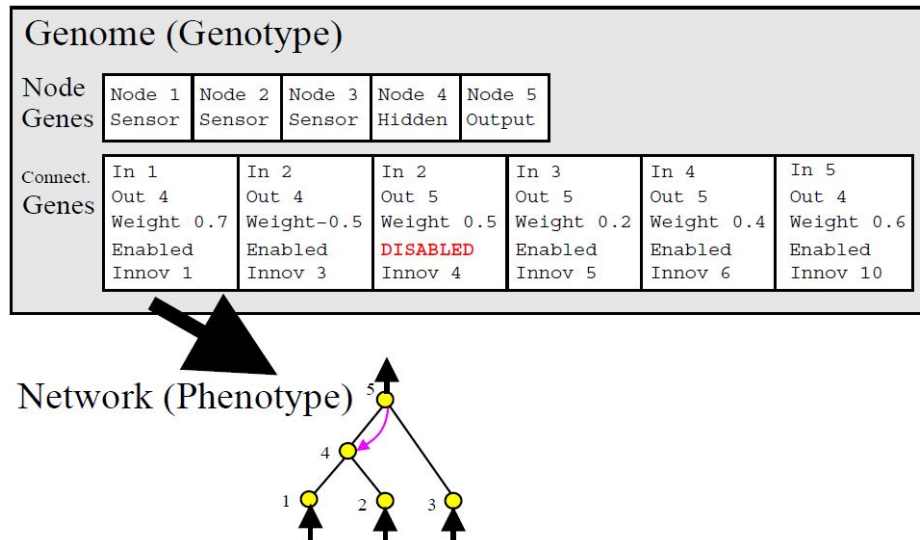 Genome (Genotype)
Node Genes
Node 1 Sensor
Node 2 Sensor
Node 3 Sensor
Node 4 Hidden
Node 5 Output
Connect. Genes
In 1
Out 4
Weight 0.7
Enabled
Innov 1
In 2
Out 4
Weight-0.5
Enabled
Innov 3
In 2
Out 5
Weight 0.5
DISABLED
Innov 4
In 3
Out 5
Weight 0.2
Enabled
Innov 5
In 4
Out 5
Weight 0.4
Enabled
Innov 6
In 5
Out 4
Weight 0.6
Enabled
Innov 10
Network (Phenotype)
5
4
1
2
3